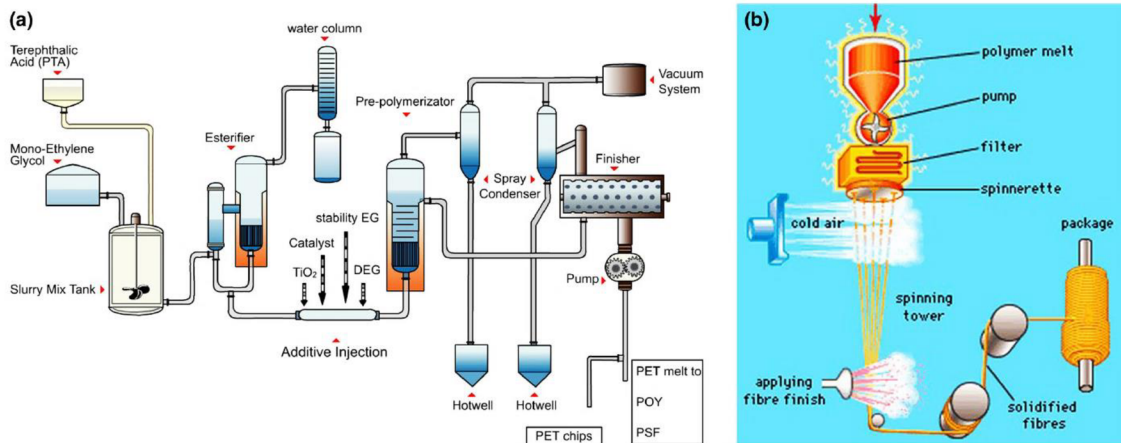 (a)
water column
Terephthalic
Acid (PTA)
Vacuum
System
Pre-polymerizator
Esterifier
Mono-Ethylene
Glycol
Finisher
Spray
Condenser
stability EG
Catalyst
TiO2
DEG
Pump
Slurry Mix Tank
Additive Injection
Hotwell
Hotwell
PET melt to
POY
PSF
PET chips
(b)
polymer melt
pump
filter
spinnerette
cold air
package
spinning
tower
applying
fibre finish
solidified
fibres